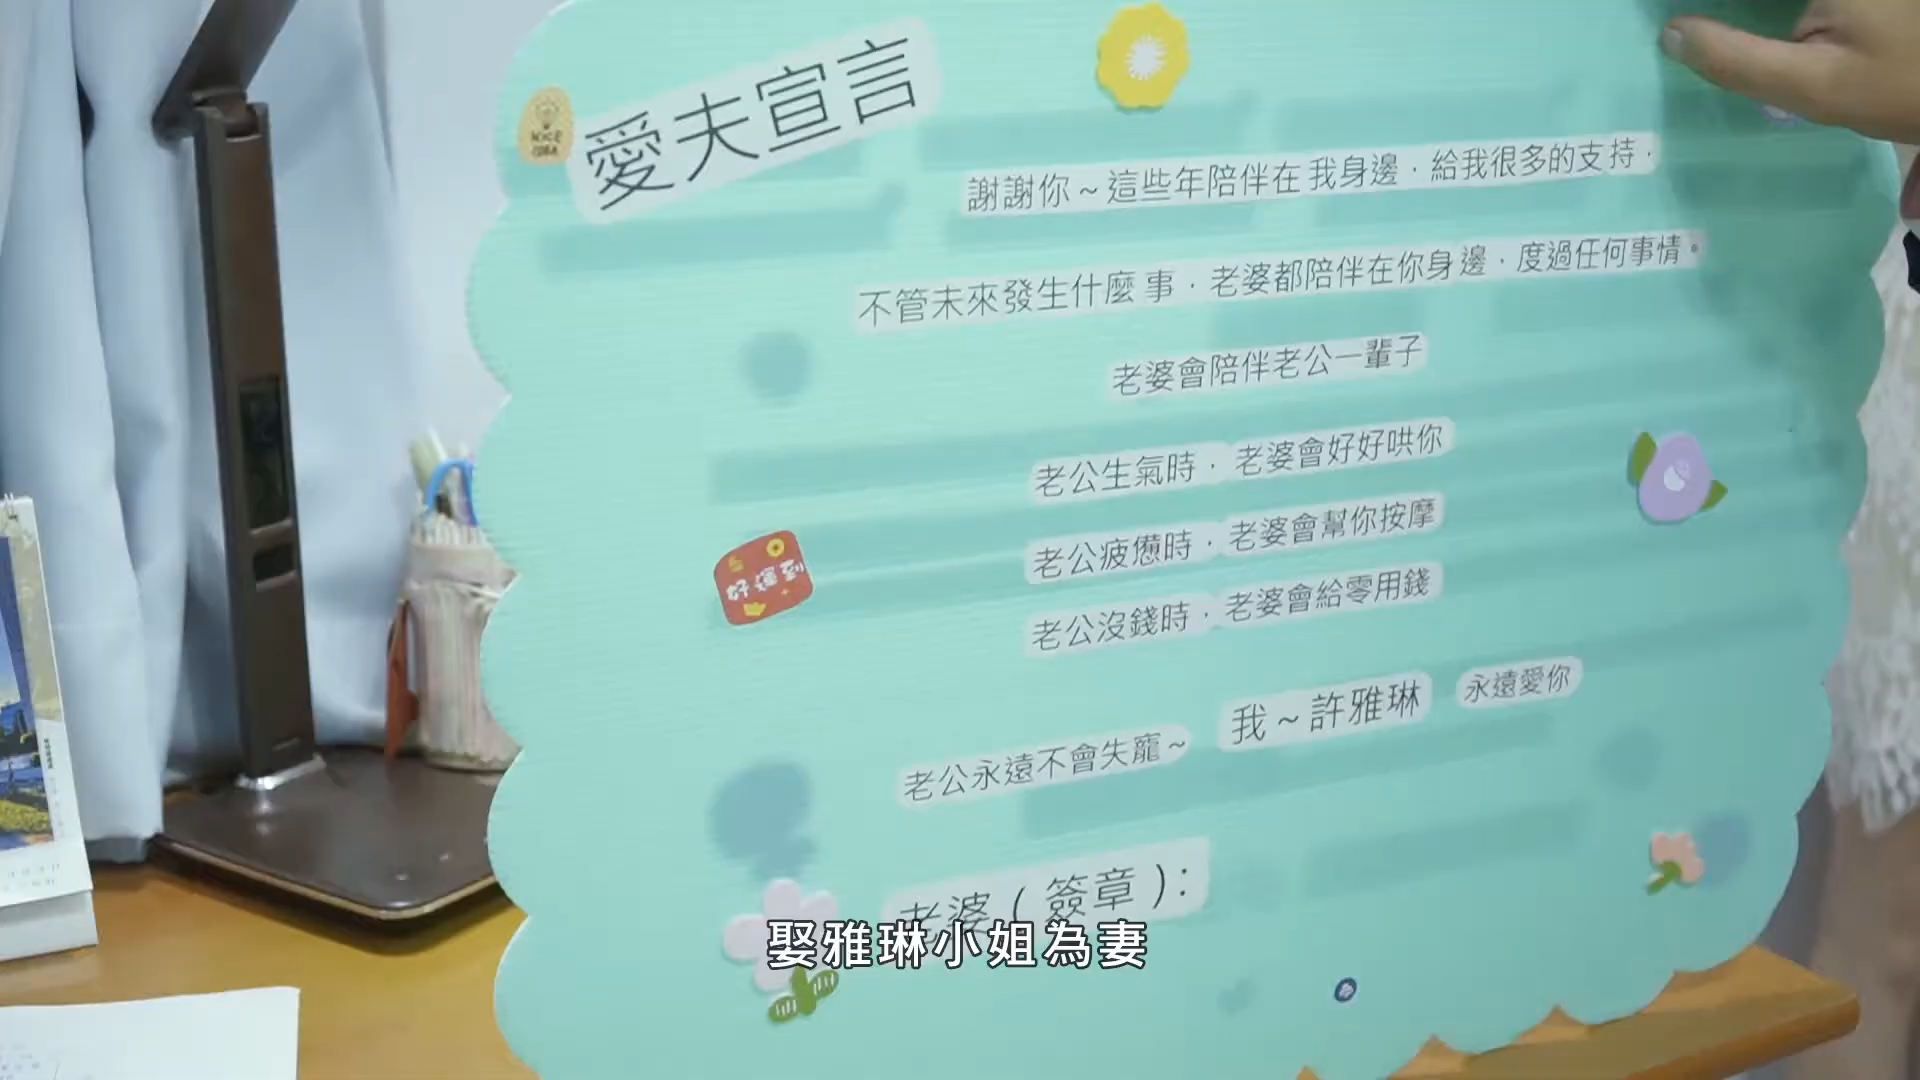 愛夫宣言
NICE IDEA
謝謝你~這些年陪伴在我身邊，給我很多的支持，
不管未來發生什麼事，老婆都陪伴在你身邊，度過任何事情。
老婆會陪伴老公一輩子
老公生氣時，老婆會好好哄你
老公疲憊時，老婆會幫你按摩
老公沒錢時，老婆會給零用錢
老公永遠不會失寵~ 我~許雅琳 永遠愛你
老婆（簽章）：
娶雅琳小姐為妻